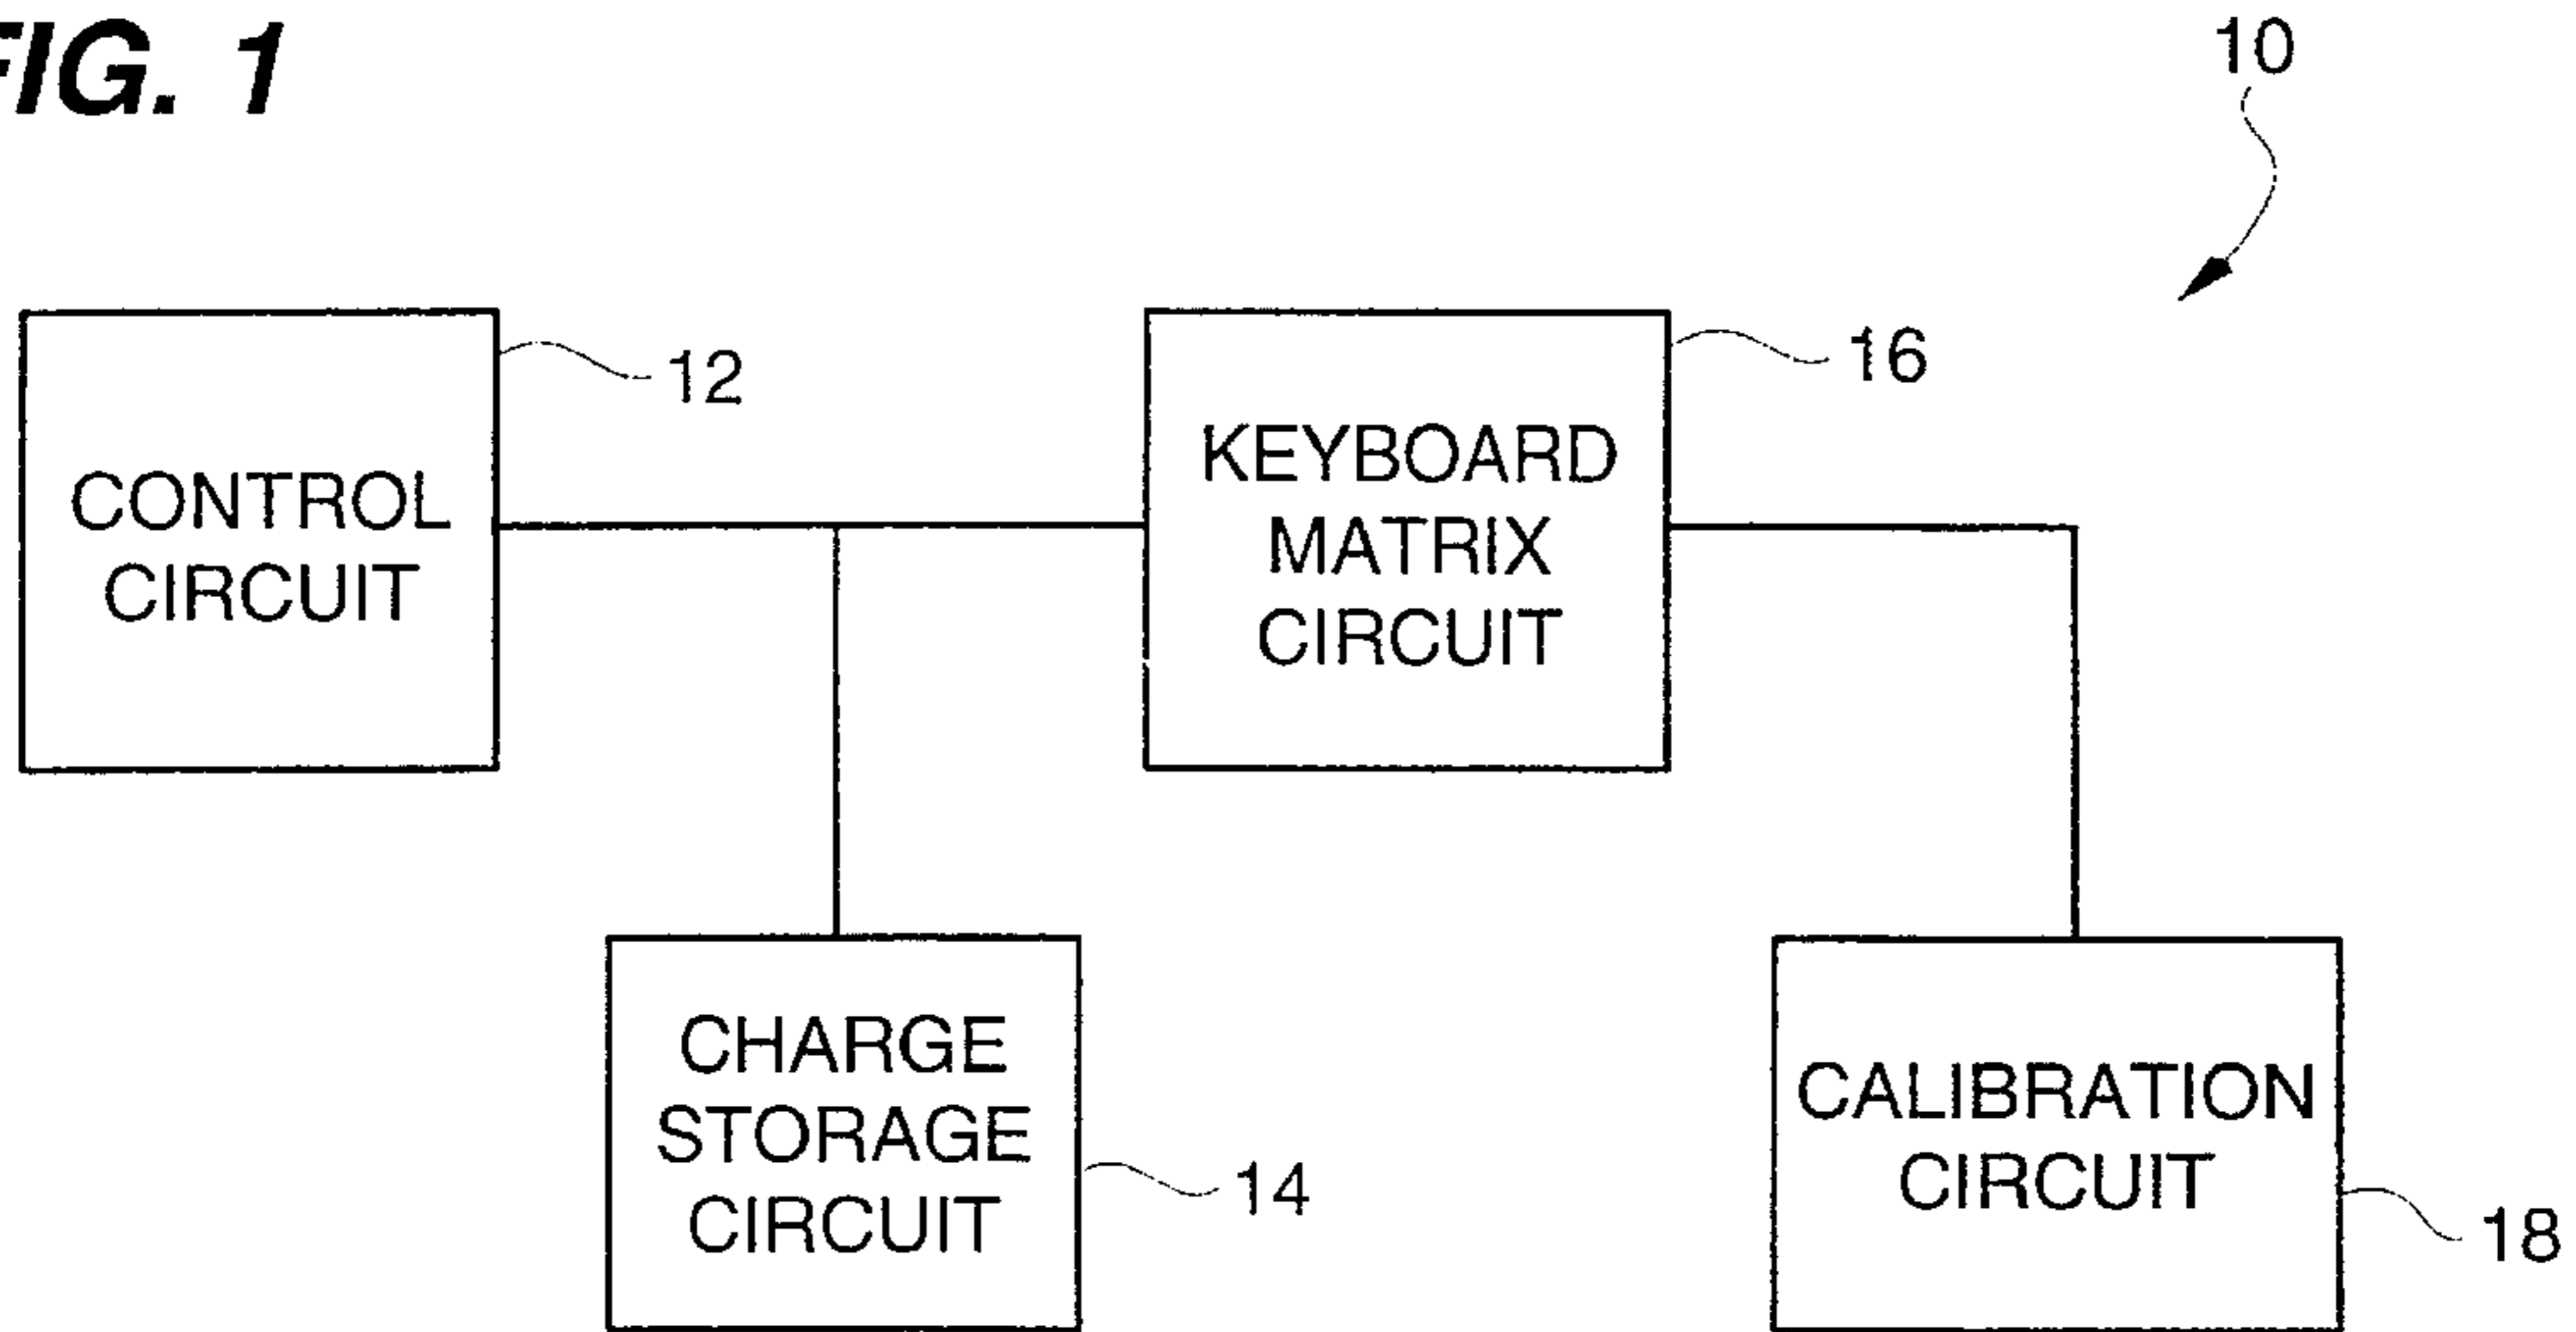 FIG. 1
10
12
16
CONTROL
CIRCUIT
KEYBOARD
MATRIX
CIRCUIT
CHARGE
STORAGE
CIRCUIT
14
CALIBRATION
CIRCUIT
18